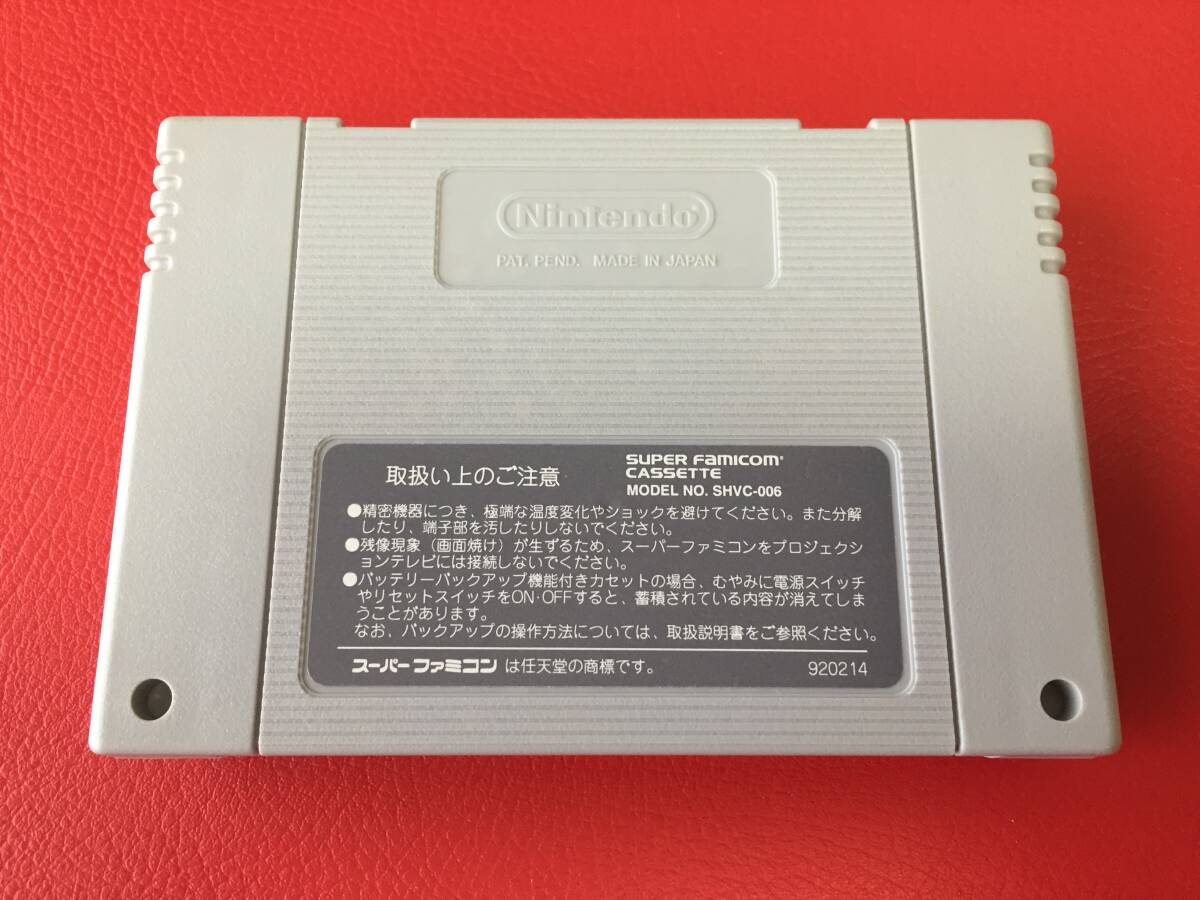 Nintendo®
PAT. PEND. MADE IN JAPAN
取扱い上のご注意
SUPER FAMICOM®
CASSETTE
MODEL NO. SHVC-006
●精密機器につき、極端な温度変化やショックを避けてください。また分解
したり、端子部を汚したりしないでください。
●残像現象（画面焼け）が生ずるため、スーパーファミコンをプロジェクシ
ョンテレビには接続しないでください。
●バッテリーバックアップ機能付きカセットの場合、むやみに電源スイッチ
やリセットスイッチをON・OFFすると、蓄積されている内容が消えてしま
うことがあります。
なお、バックアップの操作方法については、取扱説明書をご参照ください。
スーパーファミコン は任天堂の商標です。 920214